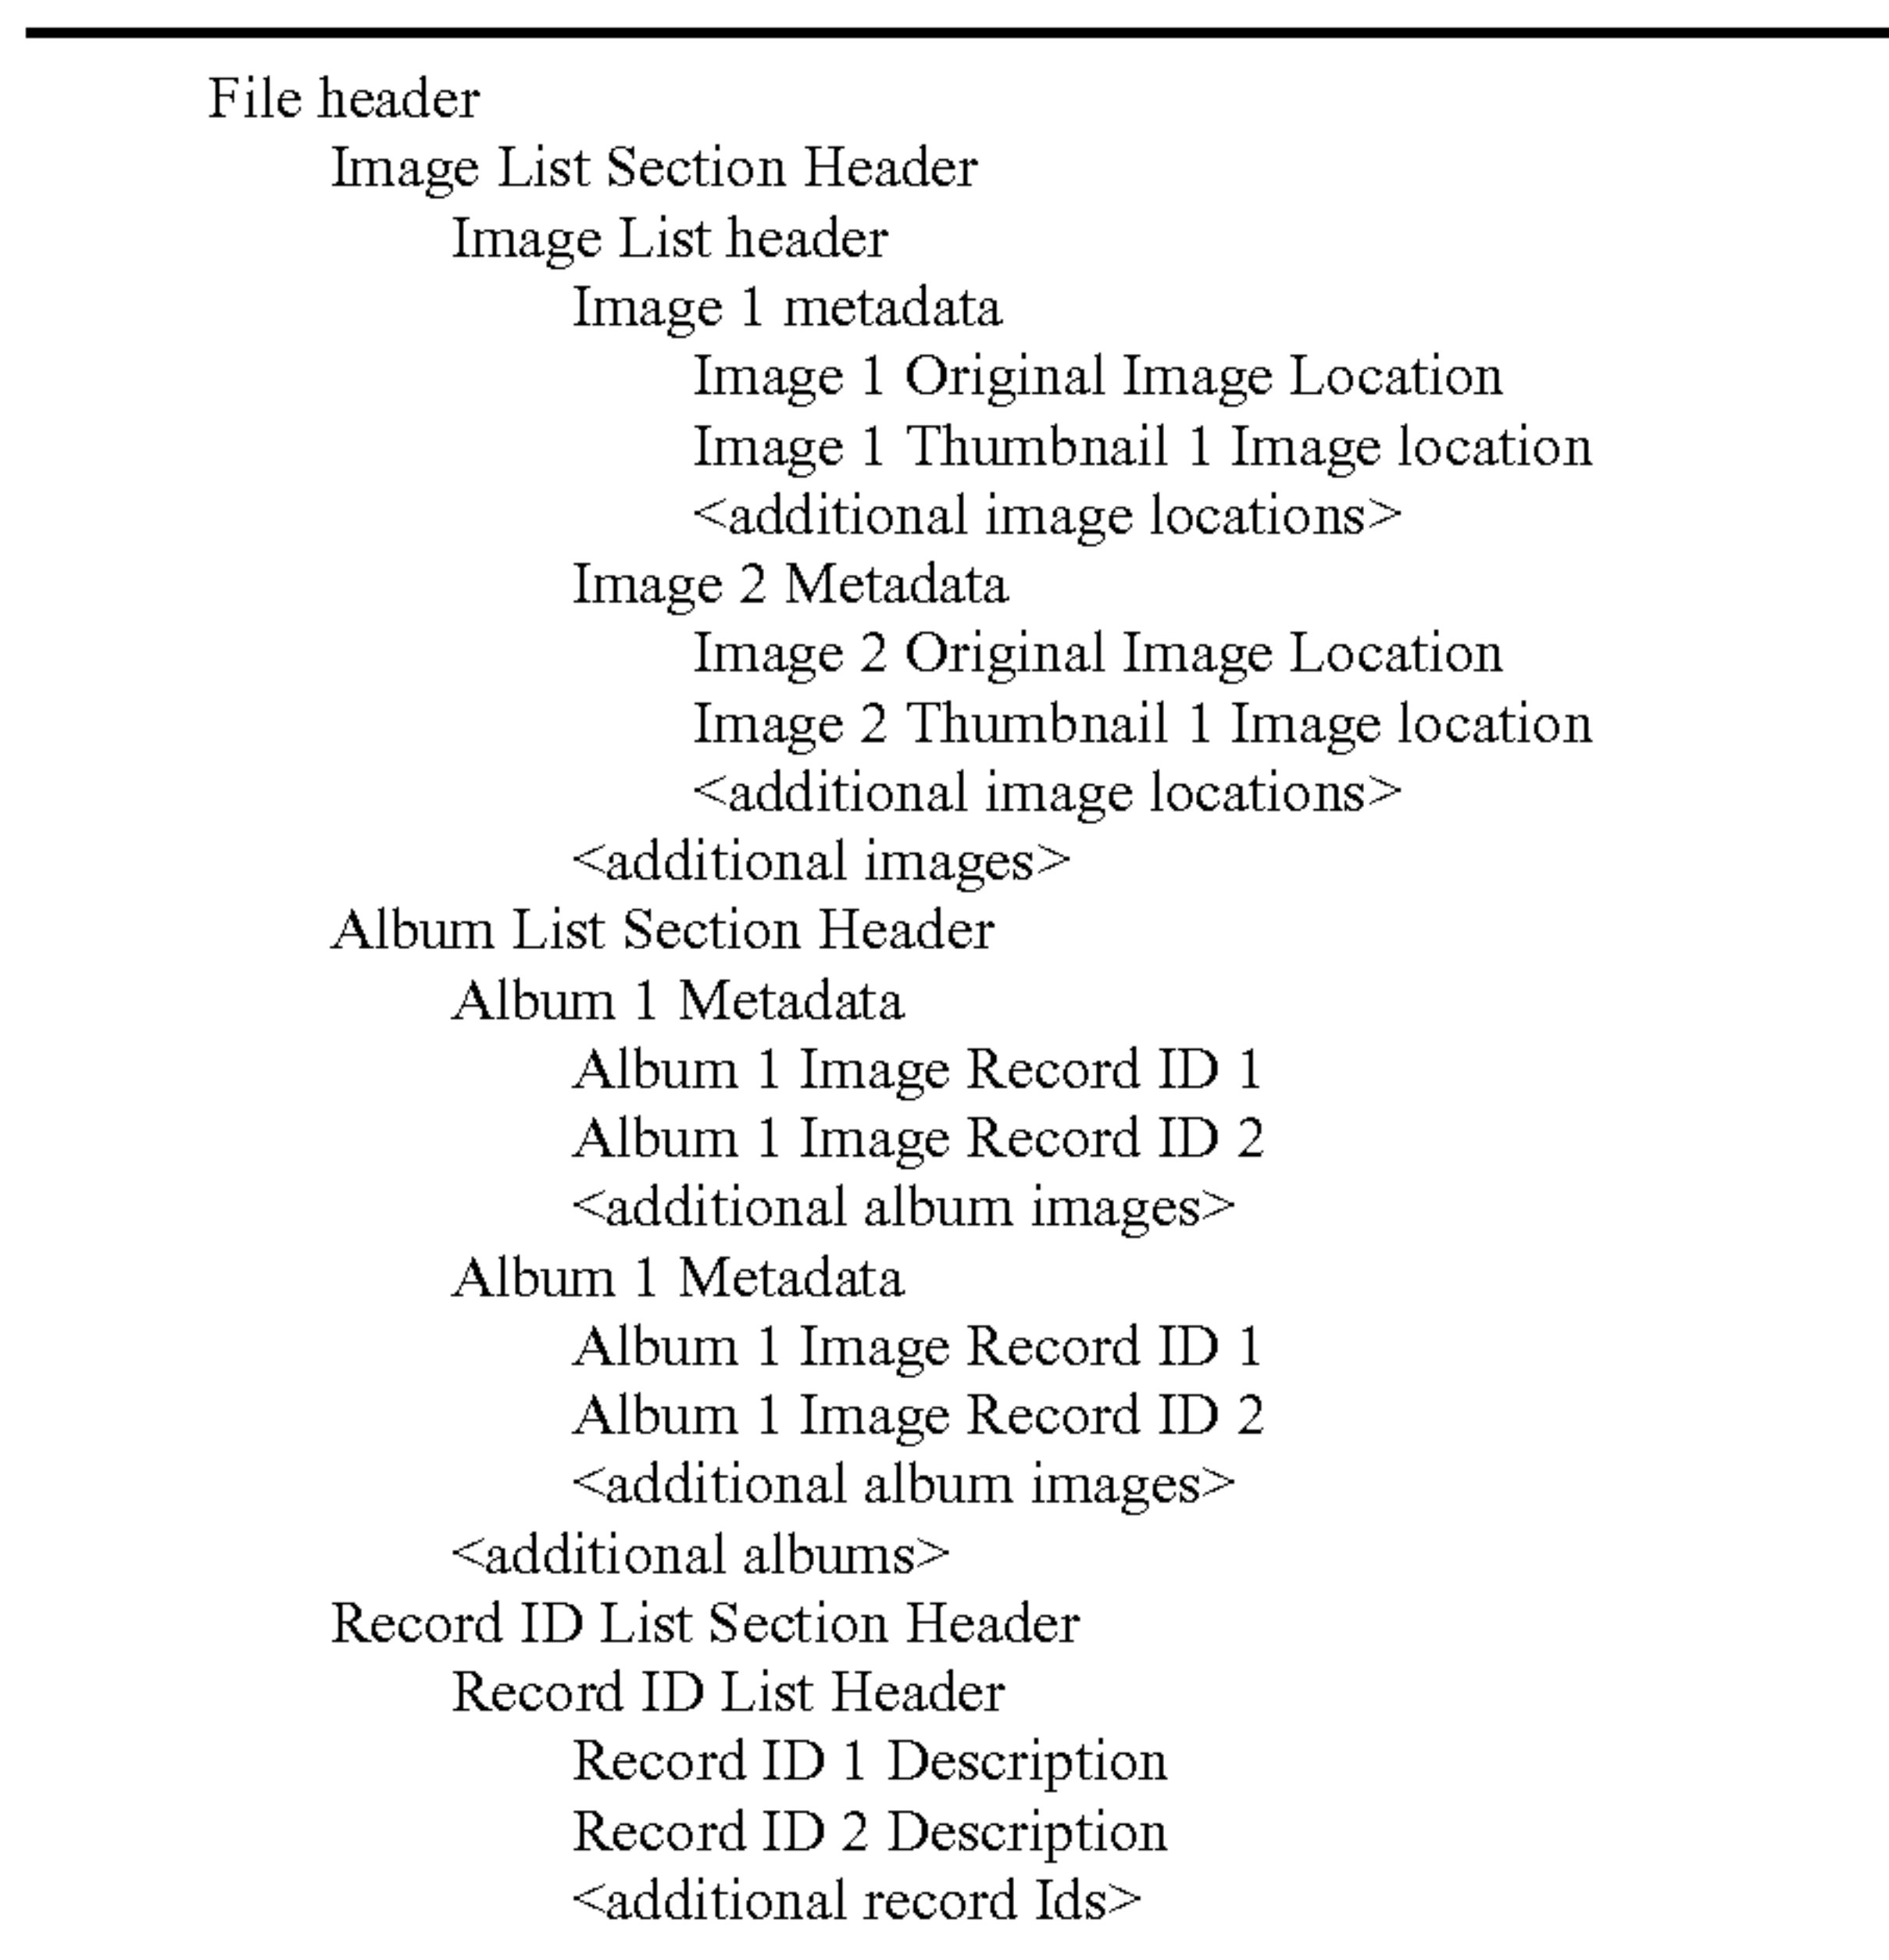 File header
Image List Section Header
Image List header
Image 1 metadata
Image 1 Original Image Location
Image 1 Thumbnail 1 Image location
<additional image locations>
Image 2 Metadata
Image 2 Original Image Location
Image 2 Thumbnail 1 Image location
<additional image locations>
<additional images>
Album List Section Header
Album 1 Metadata
Album 1 Image Record ID 1
Album 1 Image Record ID 2
<additional album images>
Album 1 Metadata
Album 1 Image Record ID 1
Album 1 Image Record ID 2
<additional album images>
<additional albums>
Record ID List Section Header
Record ID List Header
Record ID 1 Description
Record ID 2 Description
<additional record Ids>